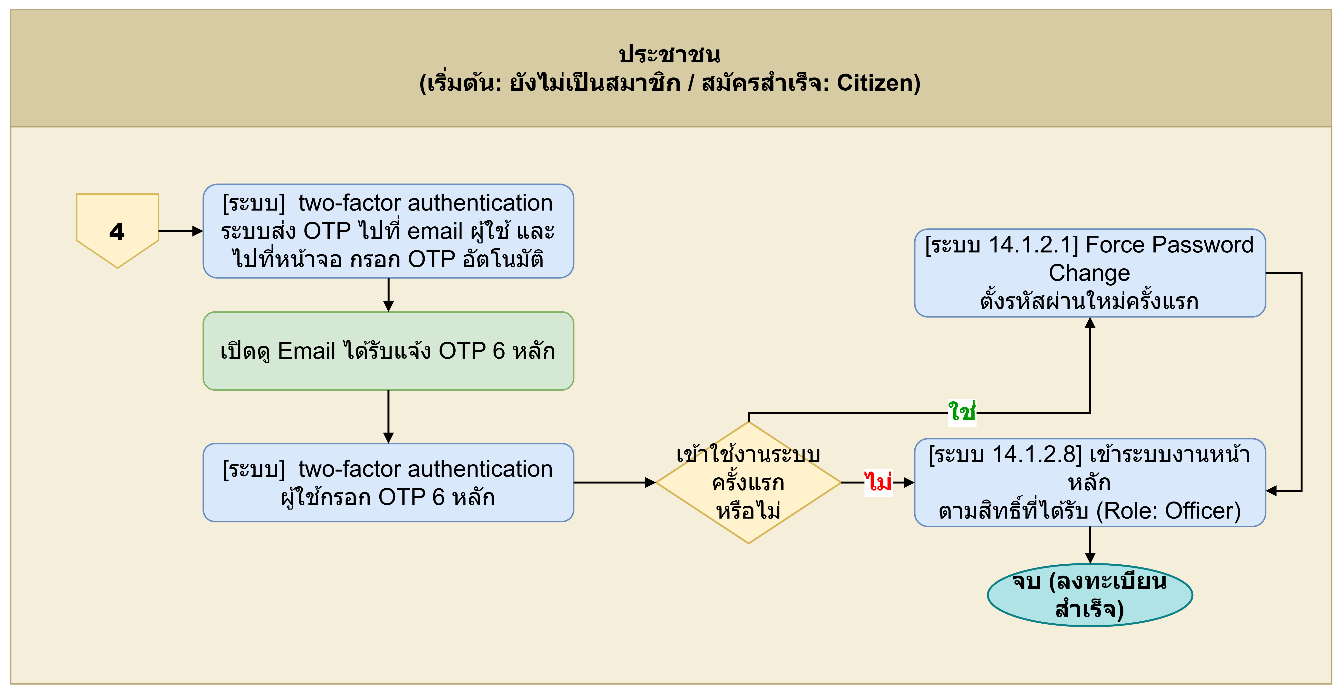 ประชาชน
(เริ่มต้น: ยังไม่เป็นสมาชิก / สมัครสำเร็จ: Citizen)
4
[ระบบ]  two-factor authentication
ระบบส่ง OTP ไปที่ email ผู้ใช้ และ
ไปที่หน้าจอ กรอก OTP อัตโนมัติ
เปิดดู Email ได้รับแจ้ง OTP 6 หลัก
[ระบบ]  two-factor authentication
ผู้ใช้กรอก OTP 6 หลัก
เข้าใช้งานระบบ
ครั้งแรก
หรือไม่
ใช่
[ระบบ 14.1.2.1] Force Password
Change
ตั้งรหัสผ่านใหม่ครั้งแรก
ไม่
[ระบบ 14.1.2.8] เข้าระบบงานหน้า
หลัก
ตามสิทธิ์ที่ได้รับ (Role: Officer)
จบ (ลงทะเบียน
สำเร็จ)